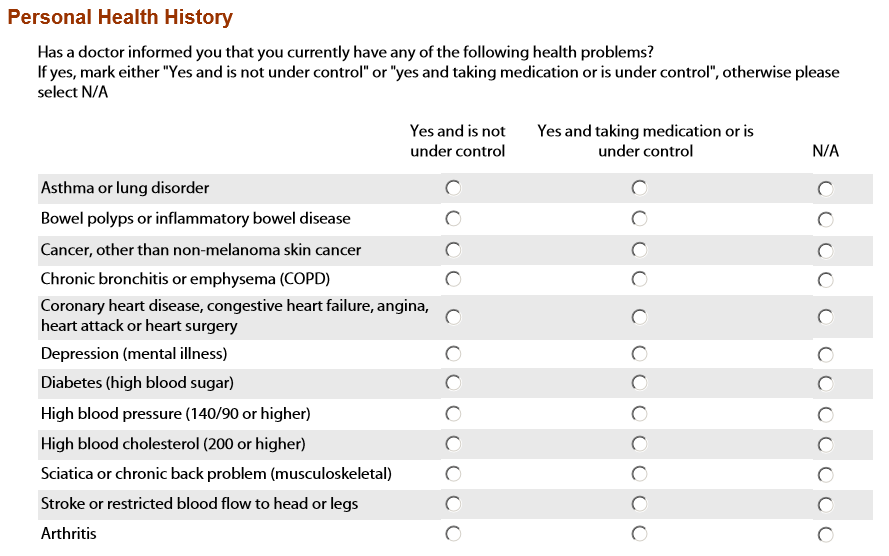 Personal Health History
Has a doctor informed you that you currently have any of the following health problems?
If yes, mark either "Yes and is not under control" or "yes and taking medication or is under control", otherwise please
select N/A
Yes and is not
under control
Yes and taking medication or is
under control
N/A
Asthma or lung disorder
Bowel polyps or inflammatory bowel disease
Cancer, other than non-melanoma skin cancer
Chronic bronchitis or emphysema (COPD)
Coronary heart disease, congestive heart failure, angina,
heart attack or heart surgery
Depression (mental illness)
Diabetes (high blood sugar)
High blood pressure (140/90 or higher)
High blood cholesterol (200 or higher)
Sciatica or chronic back problem (musculoskeletal)
Stroke or restricted blood flow to head or legs
Arthritis